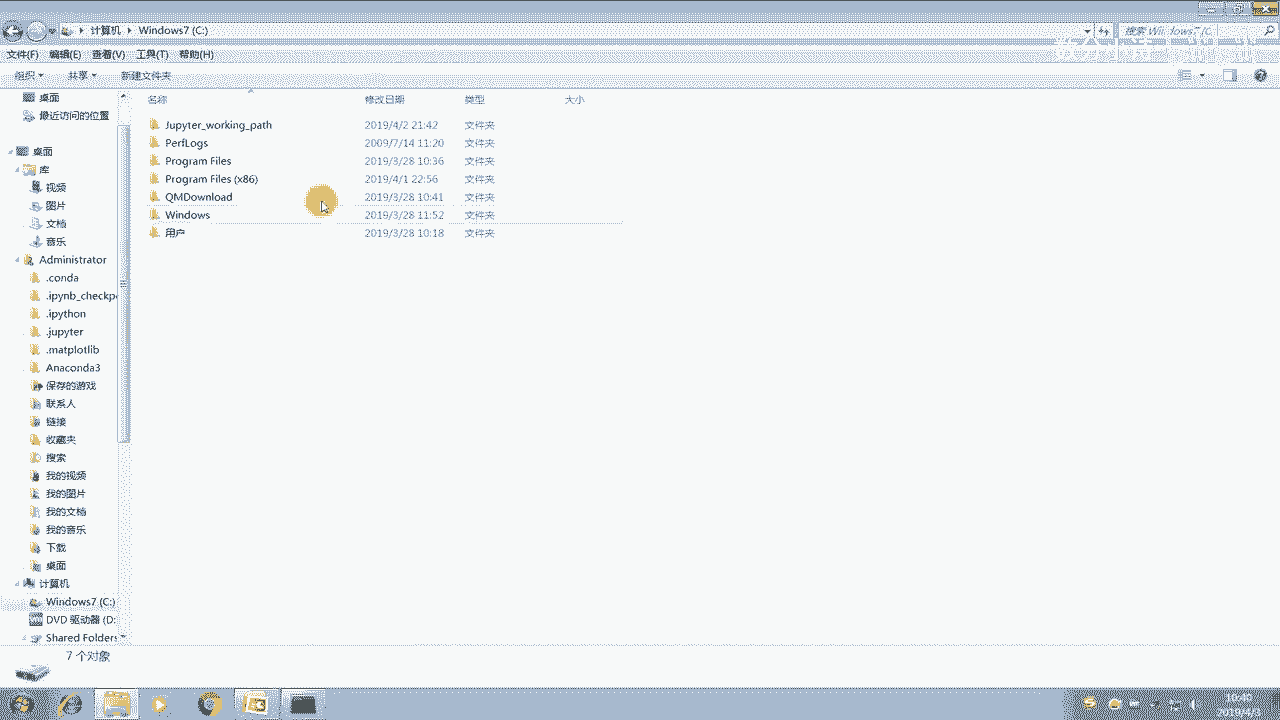 计算机 ▸ Windows7 (C:)
文件(F) 编辑(E) 查看(V) 工具(T) 帮助(H)
组织 共享 新建文件夹
名称 修改日期 类型 大小
Jupyter_working_path 2019/4/2 21:42 文件夹
PerfLogs 2009/7/14 11:20 文件夹
Program Files 2019/3/28 10:36 文件夹
Program Files (x86) 2019/4/1 22:56 文件夹
QMDownload 2019/3/28 10:41 文件夹
Windows 2019/3/28 11:52 文件夹
用户 2019/3/28 10:18 文件夹
桌面
最近访问的位置
桌面
库
视频
图片
文档
音乐
Administrator
.conda
.ipynb_checkp
.ipython
.jupyter
.matplotlib
Anaconda3
保存的游戏
联系人
链接
收藏夹
搜索
我的视频
我的图片
我的文档
我的音乐
下载
桌面
计算机
Windows7 (C:)
DVD 驱动器 (D:
Shared Folders
7 个对象